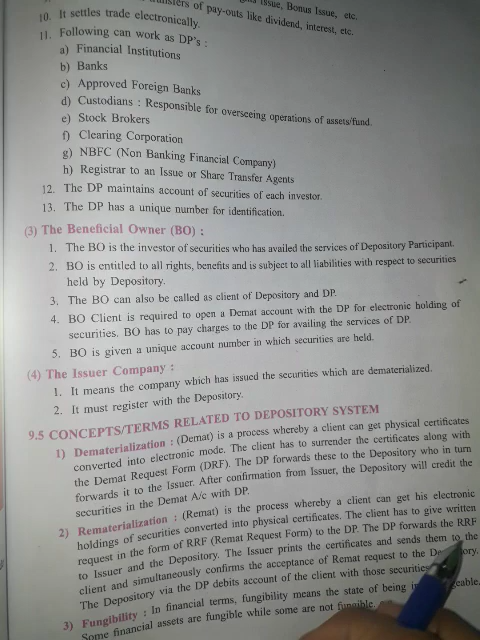 nsfers of pay-outs like dividend, interest, etc.
Issue, Bonus Issue, etc.
10. It settles trade electronically.
11. Following can work as DP's :
a) Financial Institutions
b) Banks
c) Approved Foreign Banks
d) Custodians : Responsible for overseeing operations of assets/fund.
e) Stock Brokers
f) Clearing Corporation
g) NBFC (Non Banking Financial Company)
h) Registrar to an Issue or Share Transfer Agents
12. The DP maintains account of securities of each investor.
13. The DP has a unique number for identification.
(3) The Beneficial Owner (BO) :
1. The BO is the investor of securities who has availed the services of Depository Participant.
2. BO is entitled to all rights, benefits and is subject to all liabilities with respect to securities
held by Depository.
3. The BO can also be called as client of Depository and DP.
4. BO Client is required to open a Demat account with the DP for electronic holding of
securities. BO has to pay charges to the DP for availing the services of DP.
5. BO is given a unique account number in which securities are held.
(4) The Issuer Company :
1. It means the company which has issued the securities which are dematerialized.
2. It must register with the Depository.
9.5 CONCEPTS/TERMS RELATED TO DEPOSITORY SYSTEM
1) Dematerialization : (Demat) is a process whereby a client can get physical certificates
converted into electronic mode. The client has to surrender the certificates along with
the Demat Request Form (DRF). The DP forwards these to the Depository who in turn
forwards it to the Issuer. After confirmation from Issuer, the Depository will credit the
securities in the Demat A/c with DP.
2) Rematerialization : (Remat) is the process whereby a client can get his electronic
holdings of securities converted into physical certificates. The client has to give written
request in the form of RRF (Remat Request Form) to the DP. The DP forwards the RRF
to Issuer and the Depository. The Issuer prints the certificates and sends them to the
client and simultaneously confirms the acceptance of Remat request to the De ory.
The Depository via the DP debits account of the client with those securities
3) Fungibility : In financial terms, fungibility means the state of being in geable.
Some financial assets are fungible while some are not fungible.